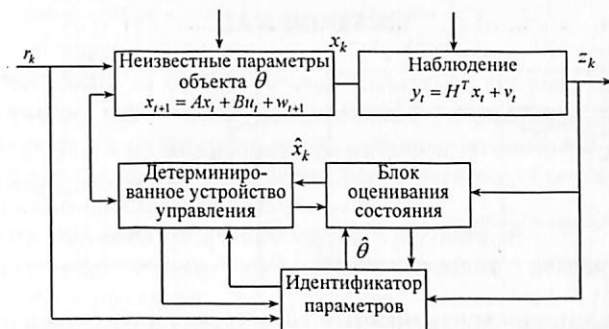 r_k
x_k
z_k
Неизвестные параметры
объекта θ
x_{t+1} = Ax_t + Bu_t + w_{t+1}
Наблюдение
y_t = H^T x_t + v_t
x̂_k
Детерминиро-
ванное устройство
управления
Блок
оценивания
состояния
θ̂
Идентификатор
параметров